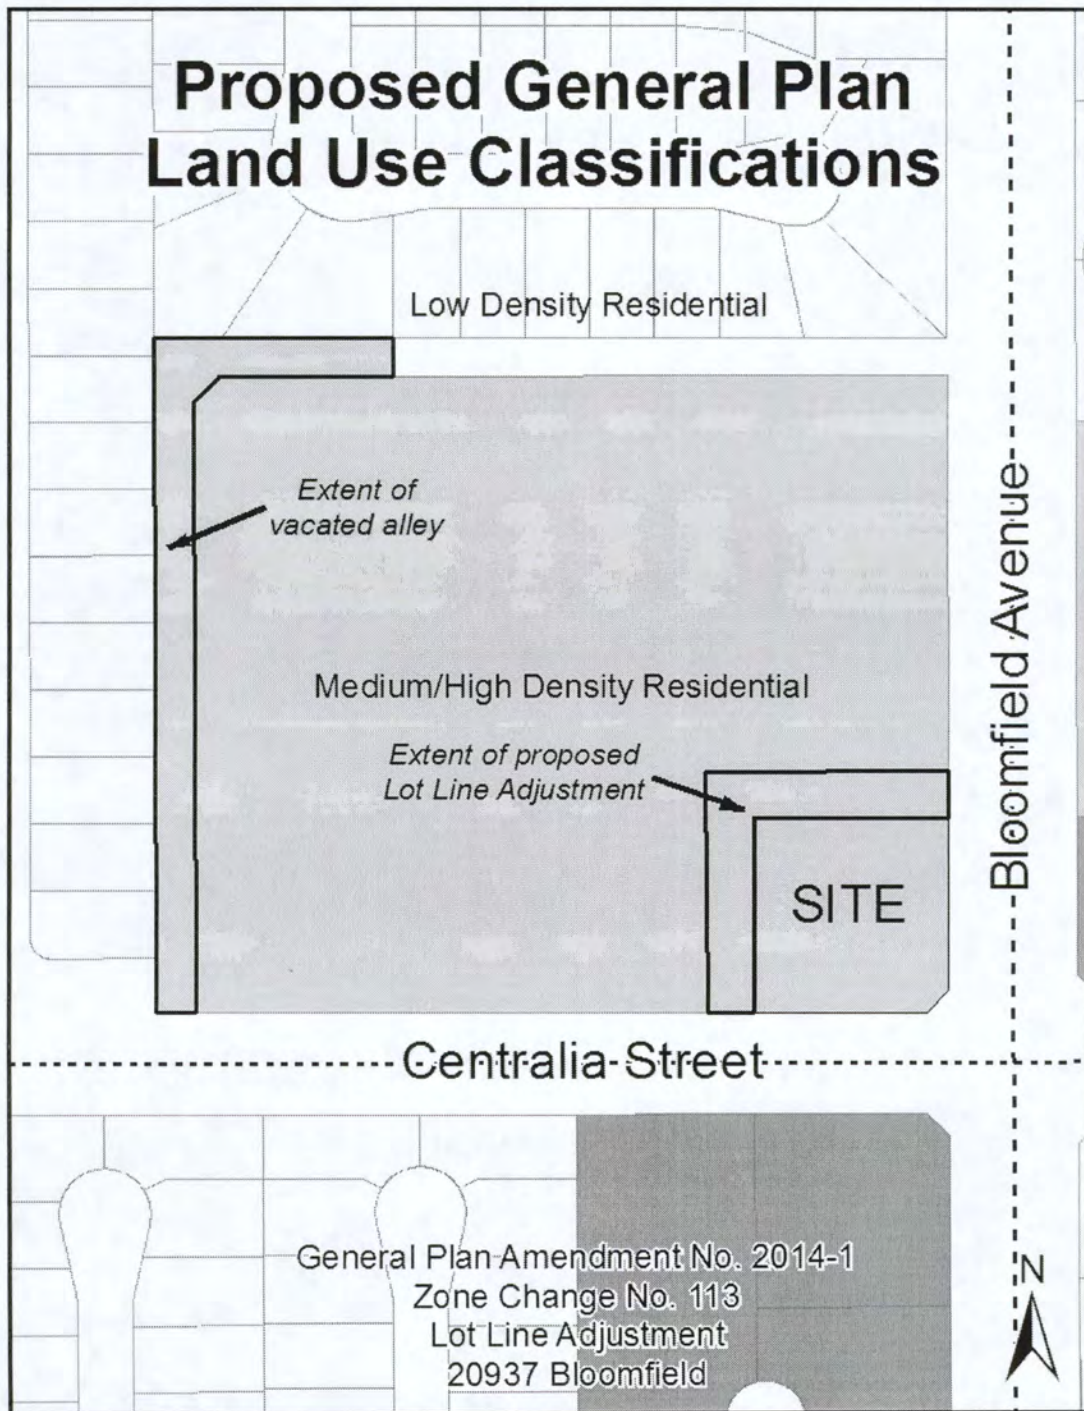 Proposed General Plan
Land Use Classifications
Low Density Residential
Extent of
vacated alley
Medium/High Density Residential
Extent of proposed
Lot Line Adjustment
SITE
Bloomfield Avenue
Centralia Street
General Plan Amendment No. 2014-1
Zone Change No. 113
Lot Line Adjustment
20937 Bloomfield
N